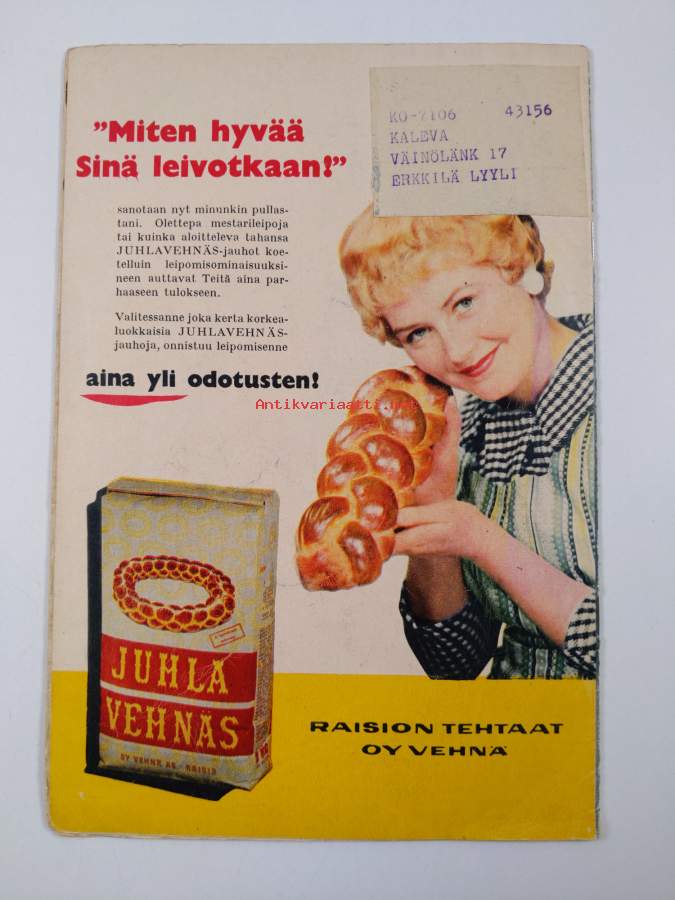 KO-7106 43156
KALEVA
VÄINÖLÄNK 17
ERKKILÄ LYYLI
"Miten hyvää
Sinä leivotkaan!"
sanotaan nyt minunkin pullas-
tani. Olettepa mestarileipoja
tai kuinka aloitteleva tahansa
JUHLAVEHNÄS-jauhot koe-
telluin leipomisominaisuuksi-
neen auttavat Teitä aina par-
haaseen tulokseen.
Valitessanne joka kerta korkea-
luokkaisia JUHLAVEHNÄS-
jauhoja, onnistuu leipomisenne
aina yli odotusten!
Antikvariaatti.net
JUHLA
VEHNÄS
OY VEHNÄ AB - RAISIO
RAISION TEHTAAT
OY VEHNÄ